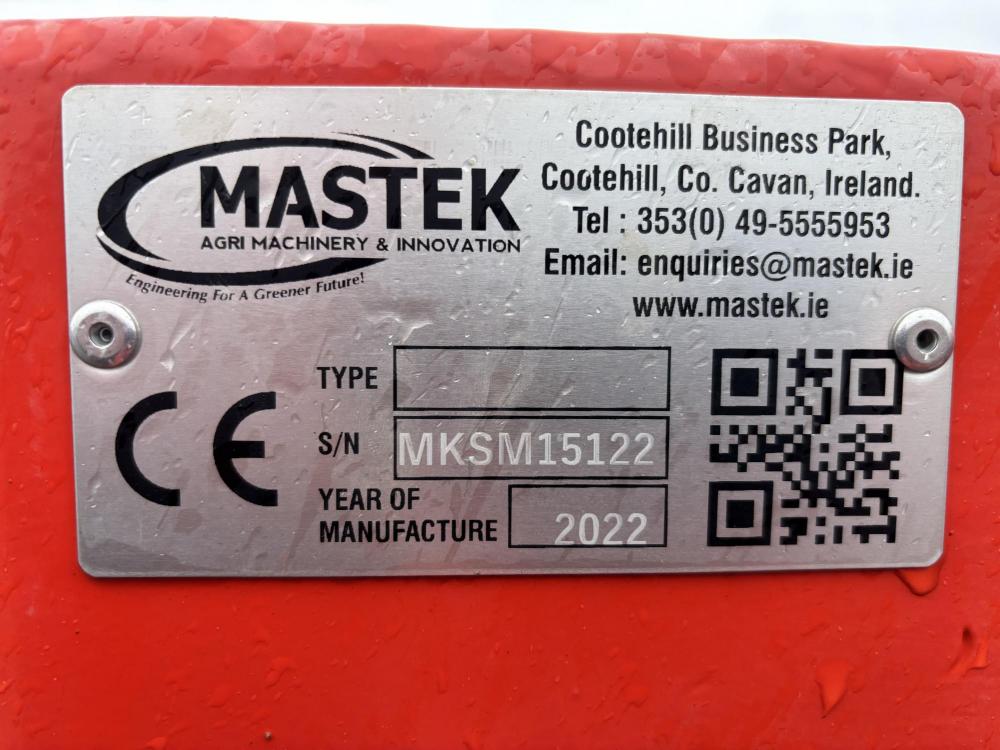 MASTEK
AGRI MACHINERY & INNOVATION
Engineering For A Greener Future!
Cootehill Business Park,
Cootehill, Co. Cavan, Ireland.
Tel : 353(0) 49-5555953
Email: enquiries@mastek.ie
www.mastek.ie
CE
TYPE
S/N MKSM15122
YEAR OF
MANUFACTURE 2022